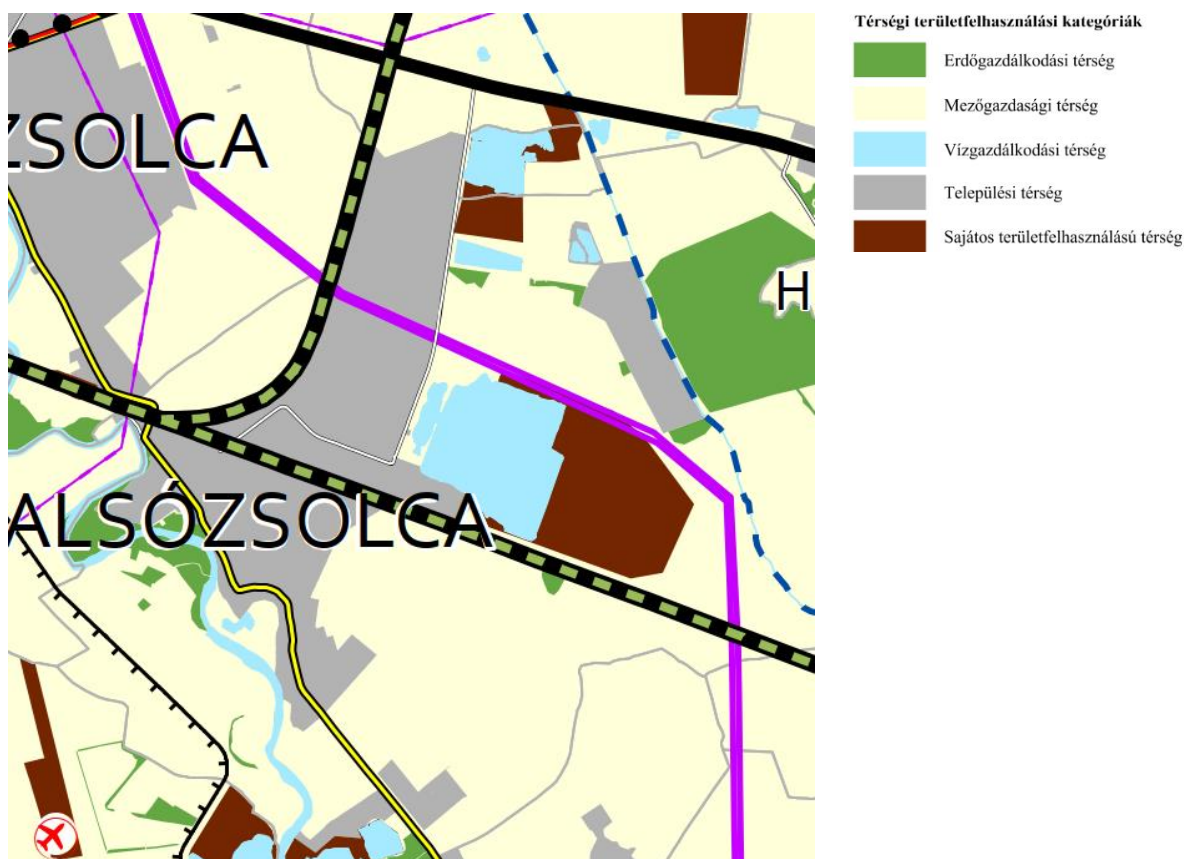 ZSOLCA
ALSÓZSOLCA
H
Térségi területfelhasználási kategóriák
Erdőgazdálkodási térség
Mezőgazdasági térség
Vízgazdálkodási térség
Települési térség
Sajátos területfelhasználású térség